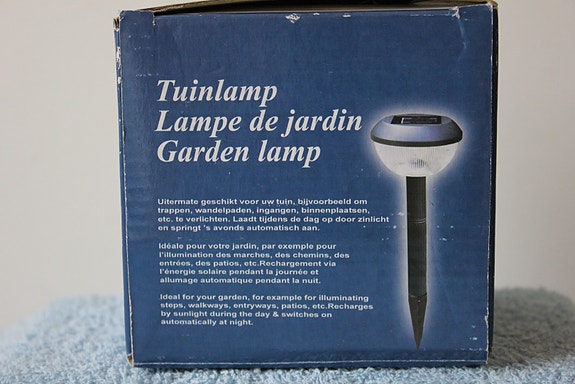 Tuinlamp
Lampe de jardin
Garden lamp
Uitermate geschikt voor uw tuin, bijvoorbeeld om
trappen, wandelpaden, ingangen, binnenplaatsen,
etc. te verlichten. Laadt tijdens de dag op door zinlicht
en springt 's avonds automatisch aan.
Idéale pour votre jardin, par exemple pour
l'illumination des marches, des chemins, des
entrées, des patios, etc.Rechargement via
l'énergie solaire pendant la journée et
allumage automatique pendant la nuit.
Ideal for your garden, for example for illuminating
steps, walkways, entryways, patios, etc.Recharges
by sunlight during the day & switches on
automatically at night.